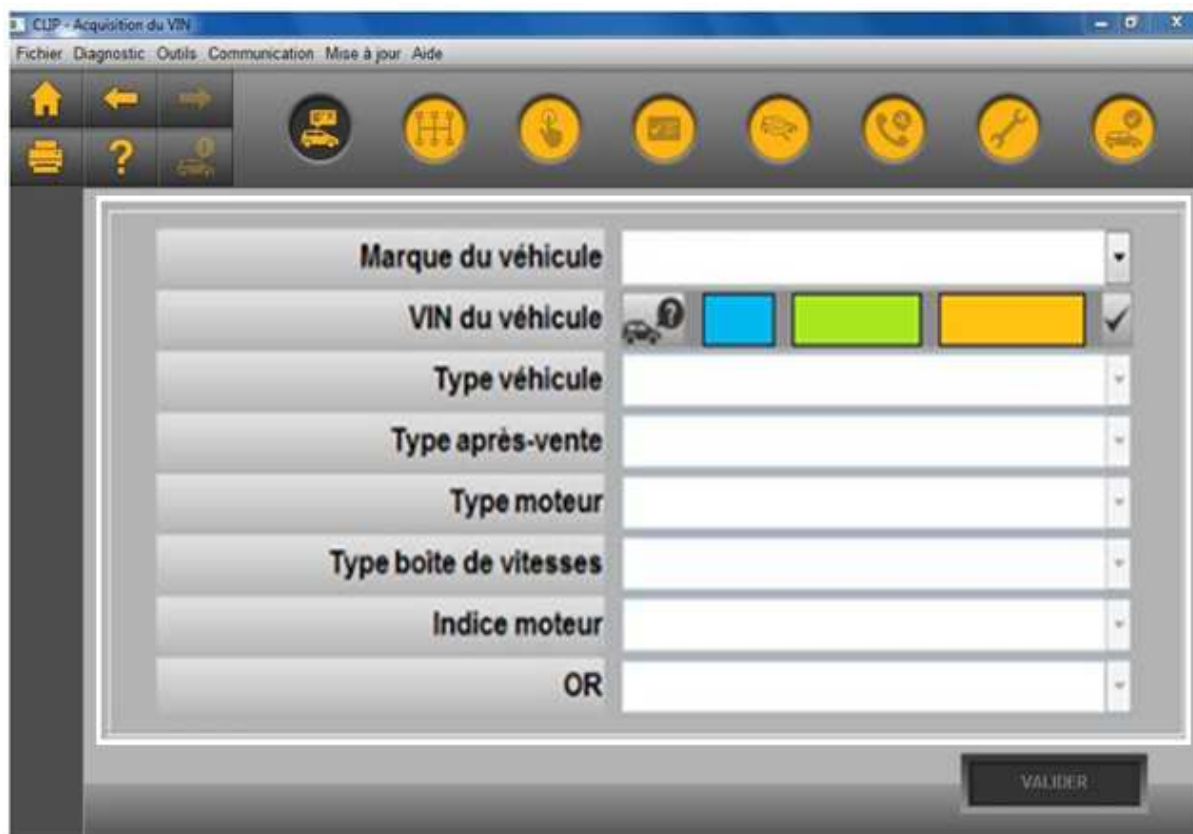 CLIP - Acquisition du VIN
Fichier Diagnostic Outils Communication Mise à jour Aide
?
Marque du véhicule
VIN du véhicule
?
Type véhicule
Type après-vente
Type moteur
Type boîte de vitesses
Indice moteur
OR
VALIDER